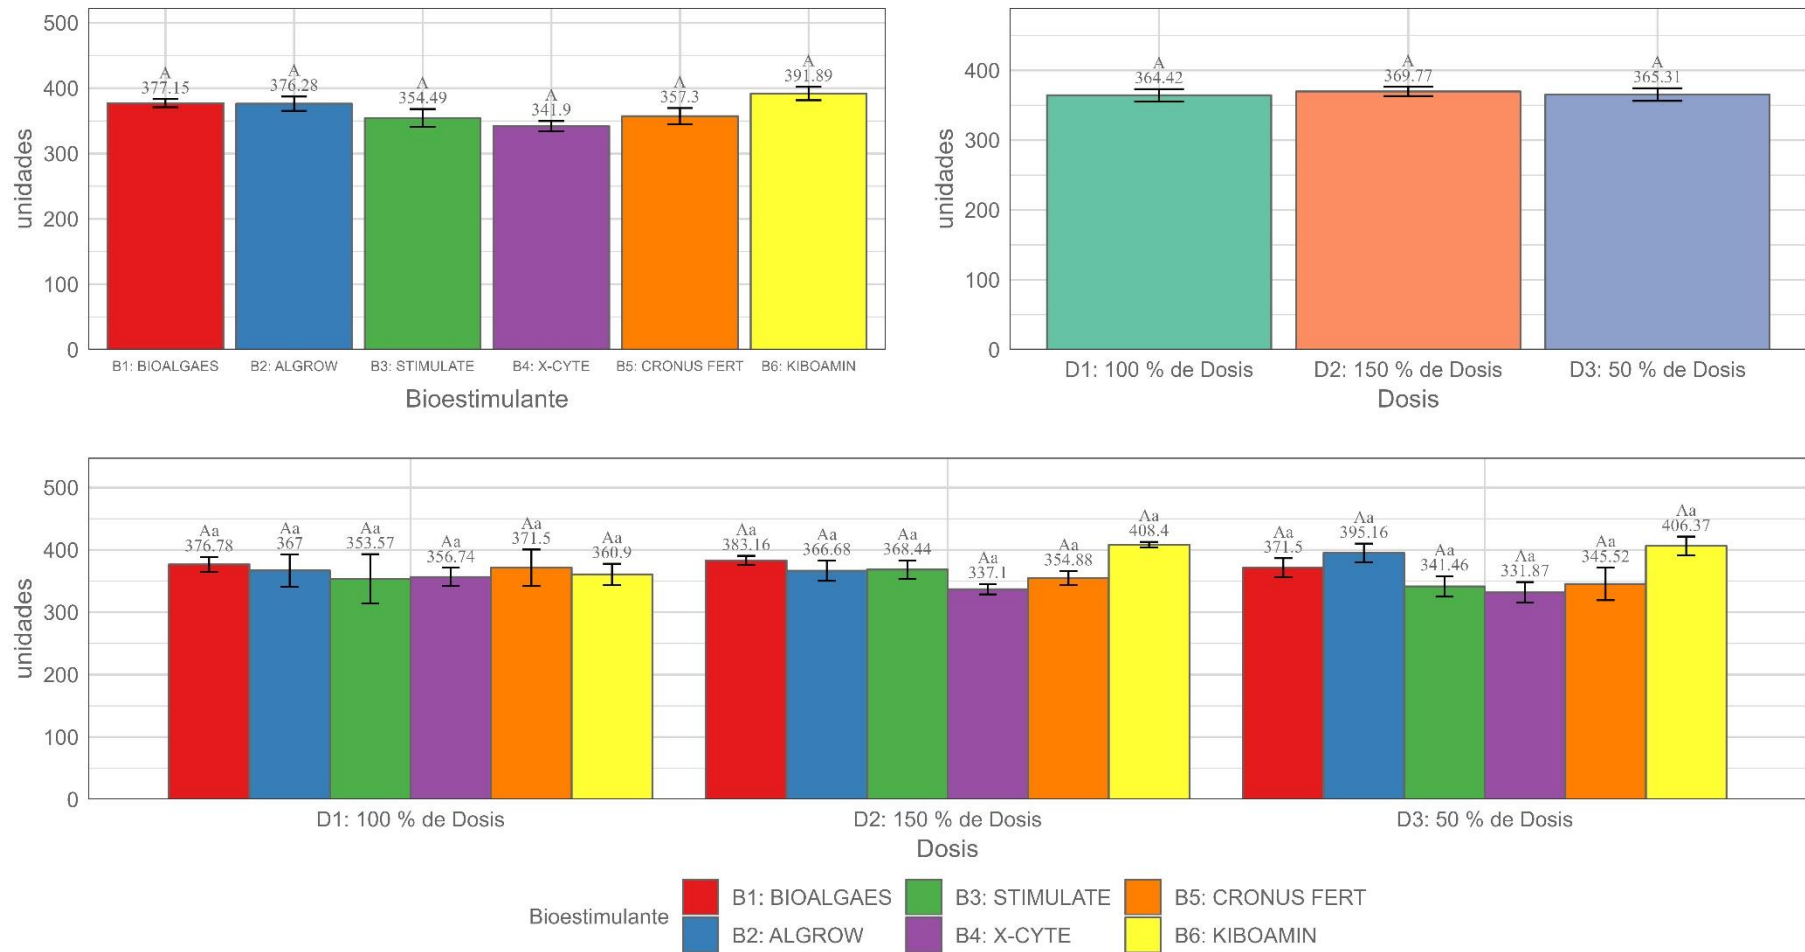 500
400
300
200
100
0
unidades
A
377.15
A
376.28
A
354.49
A
341.9
A
357.3
A
391.89
B1: BIOALGAES B2: ALGROW B3: STIMULATE B4: X-CYTE B5: CRONUS FERT B6: KIBOAMIN
Bioestimulante
400
300
200
100
0
unidades
A
364.42
A
369.77
A
365.31
D1: 100 % de Dosis D2: 150 % de Dosis D3: 50 % de Dosis
Dosis
500
400
300
200
100
0
unidades
Aa
376.78
Aa
367
Aa
353.57
Aa
356.74
Aa
371.5
Aa
360.9
Aa
383.16
Aa
366.68
Aa
368.44
Aa
337.1
Aa
354.88
Aa
408.4
Aa
371.5
Aa
395.16
Aa
341.46
Aa
331.87
Aa
345.52
Aa
406.37
D1: 100 % de Dosis D2: 150 % de Dosis D3: 50 % de Dosis
Dosis
Bioestimulante
B1: BIOALGAES B3: STIMULATE B5: CRONUS FERT
B2: ALGROW B4: X-CYTE B6: KIBOAMIN